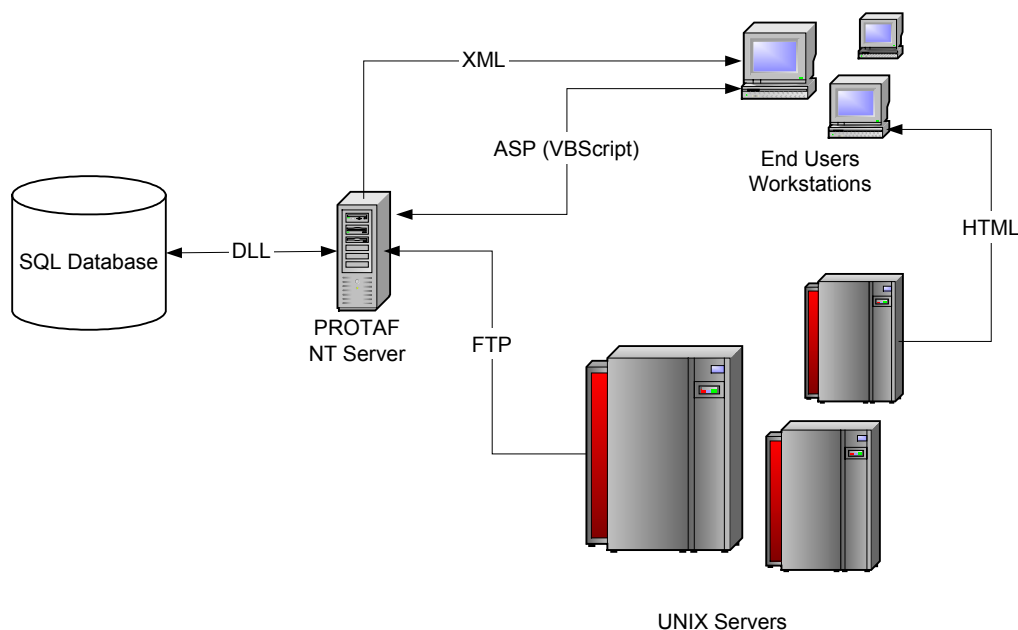 XML
ASP (VBScript)
End Users
Workstations
HTML
SQL Database
DLL
PROTAF
NT Server
FTP
UNIX Servers